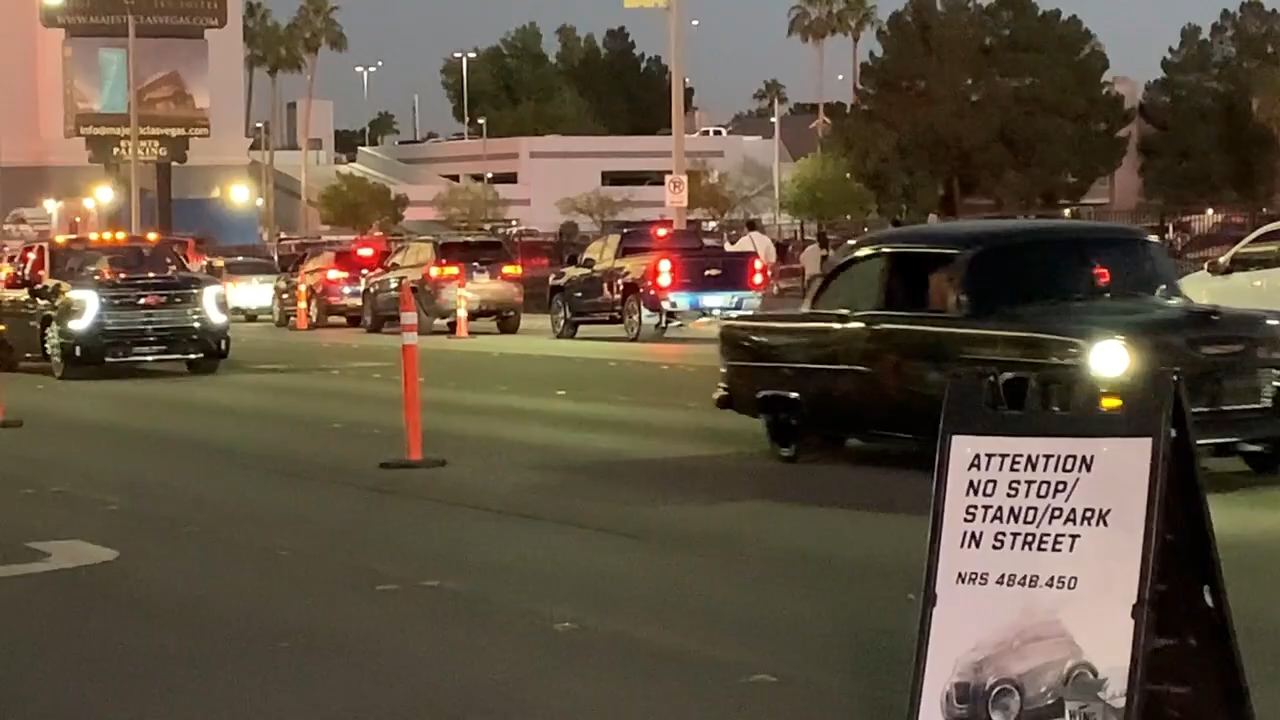 WWW.MAJESTICLASVEGAS.COM
info@majesticlasvegas.com
EVENTS
PARKING
ATTENTION
NO STOP/
STAND/PARK
IN STREET
NRS 484B.450